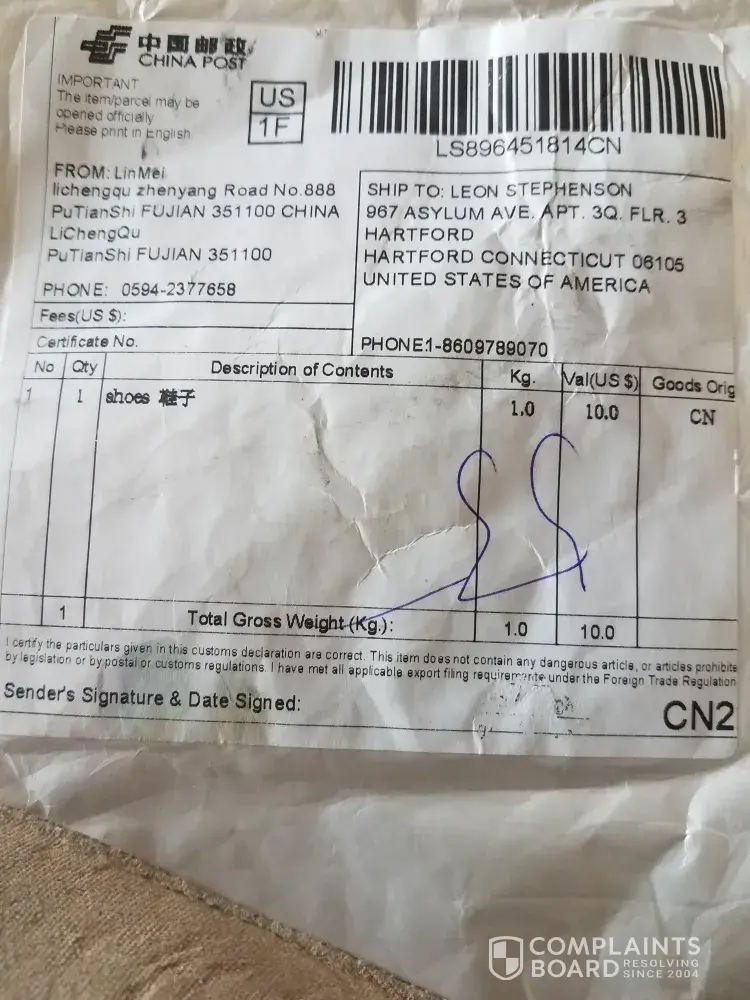 中国邮政
CHINA POST
IMPORTANT
The item/parcel may be
opened officially
Please print in English
US
1F
LS896451814CN
FROM: LinMei
lichengqu zhenyang Road No.888
PuTianShi FUJIAN 351100 CHINA
LiChengQu
PuTianShi FUJIAN 351100
PHONE: 0594-2377658
Fees(US $):
Certificate No.
SHIP TO: LEON STEPHENSON
967 ASYLUM AVE. APT. 3Q. FLR. 3
HARTFORD
HARTFORD CONNECTICUT 06105
UNITED STATES OF AMERICA
PHONE:1-8609789070
No Qty Description of Contents Kg. Val(US $) Goods Orig
1 1 shoes 鞋子 1.0 10.0 CN
1 Total Gross Weight (Kg.): 1.0 10.0
I certify the particulars given in this customs declaration are correct. This item does not contain any dangerous article, or articles prohibite
by legislation or by postal or customs regulations. I have met all applicable export filing requirements under the Foreign Trade Regulation
Sender's Signature & Date Signed:
CN2
COMPLAINTS
BOARD RESOLVING
SINCE 2004